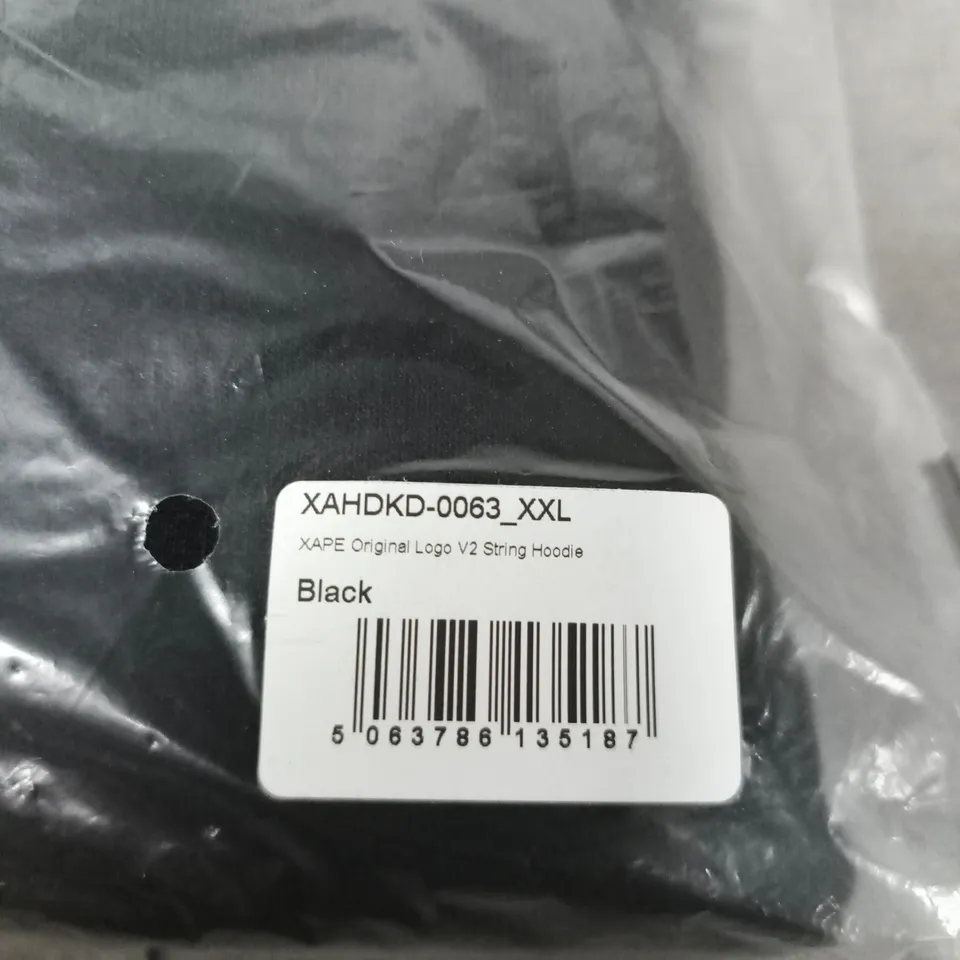 XAHDKD-0063_XXL
XAPE Original Logo V2 String Hoodie
Black
5 063786 135187